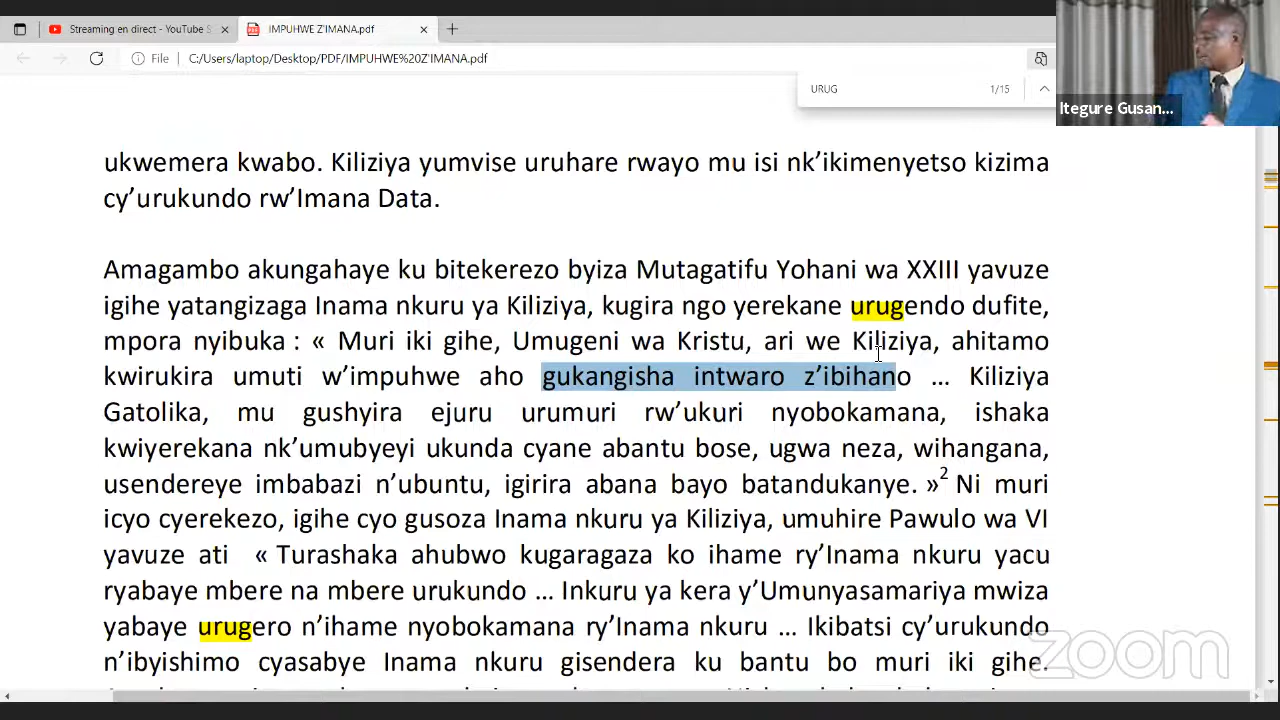 Streaming en direct - YouTube S
IMPUHWE Z'IMANA.pdf
File
C:/Users/laptop/Desktop/PDF/IMPUHWE%20Z'IMANA.pdf
URUG
1/15
Itegure Gusan...
ukwemera kwabo. Kiliziya yumvise uruhare rwayo mu isi nk’ikimenyetso kizima
cy’urukundo rw’Imana Data.
Amagambo akungahaye ku bitekerezo byiza Mutagatifu Yohani wa XXIII yavuze
igihe yatangizaga Inama nkuru ya Kiliziya, kugira ngo yerekane urugendo dufite,
mpora nyibuka : « Muri iki gihe, Umugeni wa Kristu, ari we Kiliziya, ahitamo
kwirukira umuti w’impuhwe aho gukangisha intwaro z’ibihano … Kiliziya
Gatolika, mu gushyira ejuru urumuri rw’ukuri nyobokamana, ishaka
kwiyerekana nk’umubyeyi ukunda cyane abantu bose, ugwa neza, wihangana,
usendereye imbabazi n’ubuntu, igirira abana bayo batandukanye. »2 Ni muri
icyo cyerekezo, igihe cyo gusoza Inama nkuru ya Kiliziya, umuhire Pawulo wa VI
yavuze ati « Turashaka ahubwo kugaragaza ko ihame ry’Inama nkuru yacu
ryabaye mbere na mbere urukundo … Inkuru ya kera y’Umunyasamariya mwiza
yabaye urugero n’ihame nyobokamana ry’Inama nkuru … Ikibatsi cy’urukundo
n’ibyishimo cyasabye Inama nkuru gisendera ku bantu bo muri iki gihe.
zoom